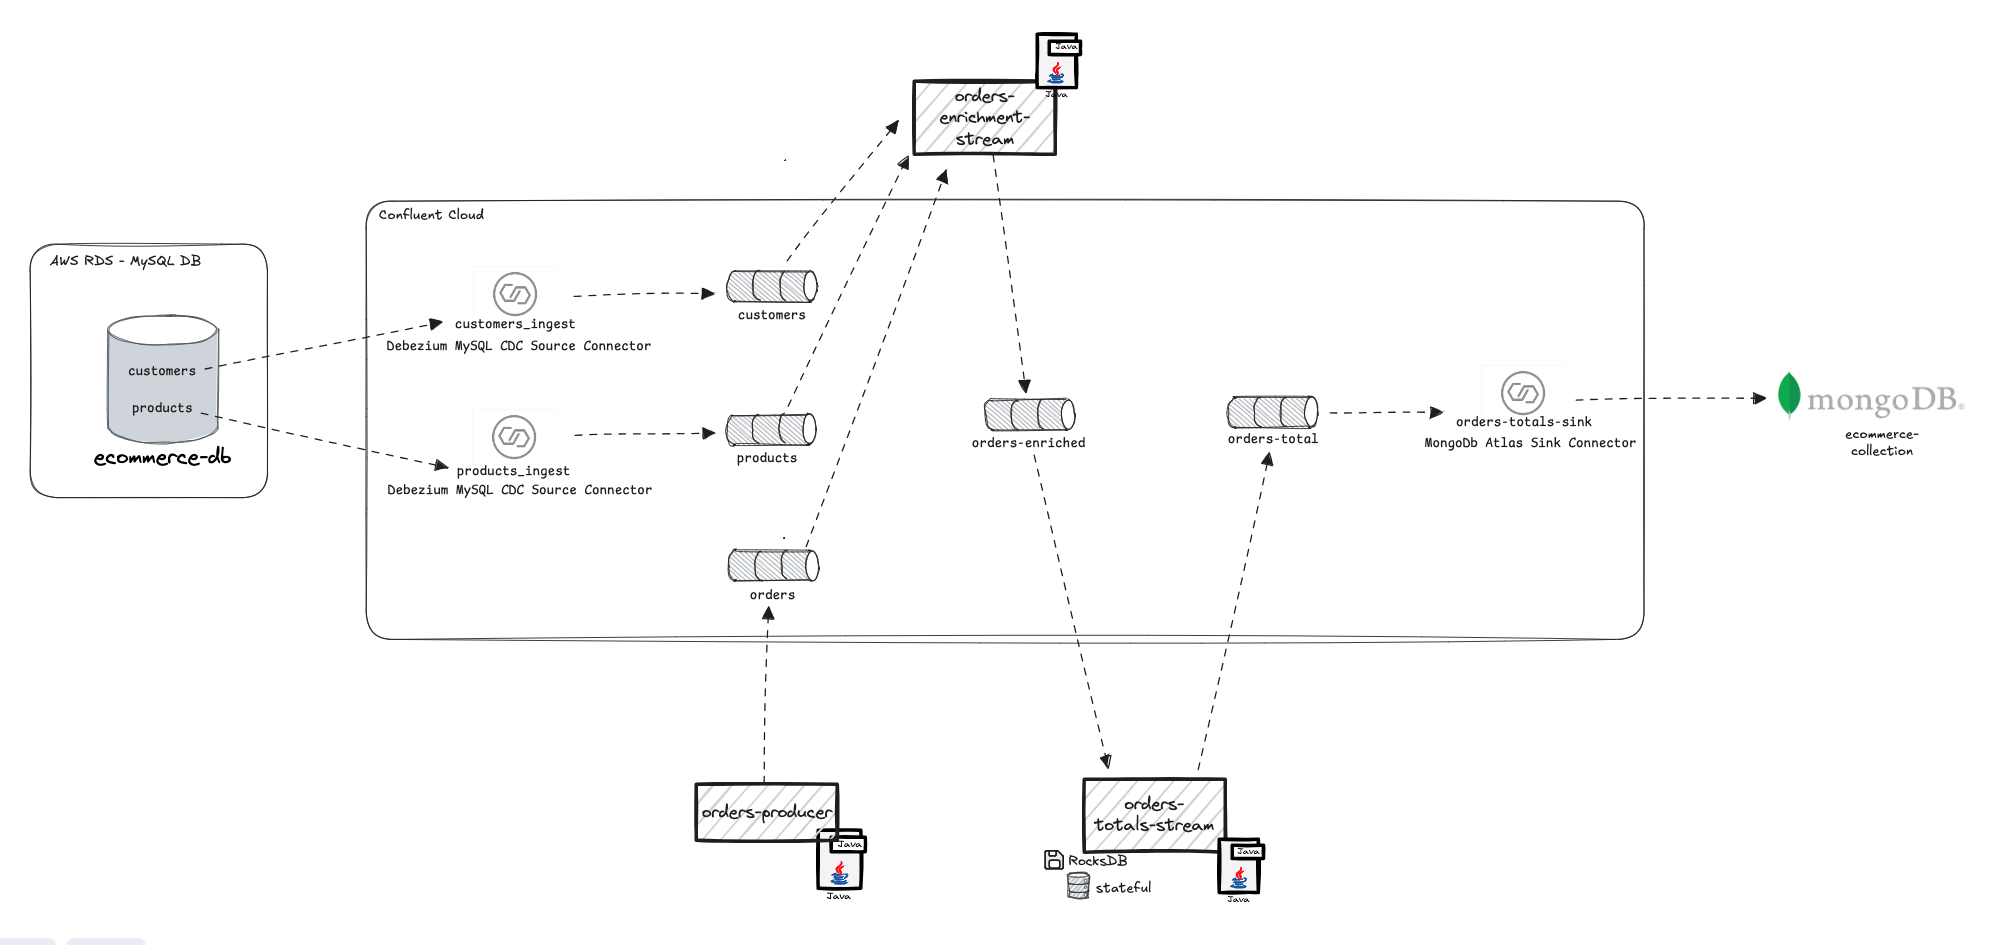 Java
Java
orders-
enrichment-
stream
Confluent Cloud
AWS RDS - MySQL DB
customers
products
ecommerce-db
customers_ingest
Debezium MySQL CDC Source Connector
customers
products_ingest
Debezium MySQL CDC Source Connector
products
orders
orders-enriched
orders-total
orders-totals-sink
MongoDb Atlas Sink Connector
mongoDB®
ecommerce-
collection
orders-producer
Java
Java
orders-
totals-stream
Java
Java
RocksDB
stateful